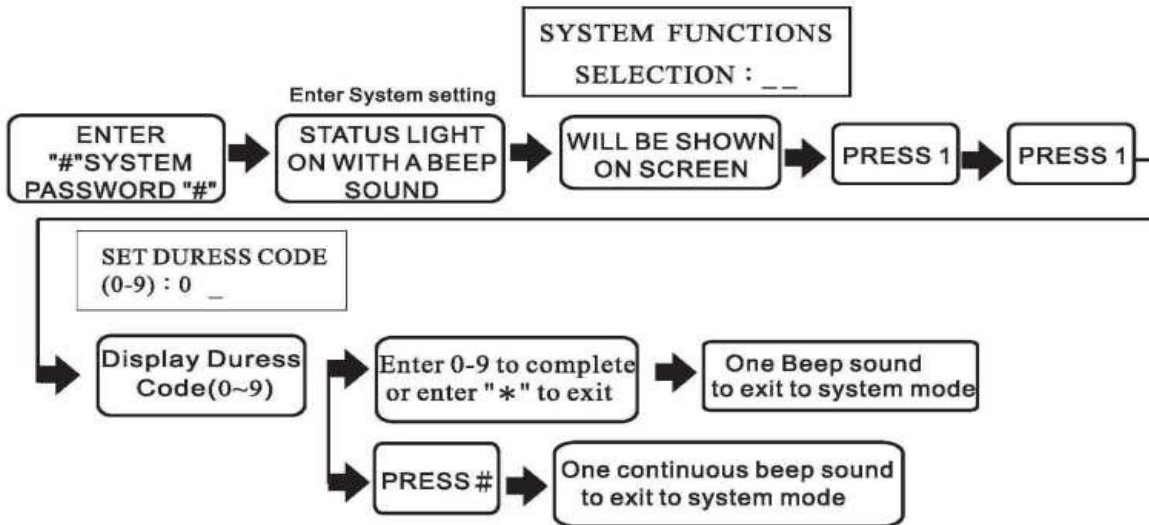 SYSTEM FUNCTIONS
SELECTION : _ _
Enter System setting
ENTER
"#"SYSTEM
PASSWORD "#"
STATUS LIGHT
ON WITH A BEEP
SOUND
WILL BE SHOWN
ON SCREEN
PRESS 1
PRESS 1
SET DURESS CODE
(0-9) : 0 _
Display Duress
Code(0~9)
Enter 0-9 to complete
or enter "*" to exit
One Beep sound
to exit to system mode
PRESS #
One continuous beep sound
to exit to system mode